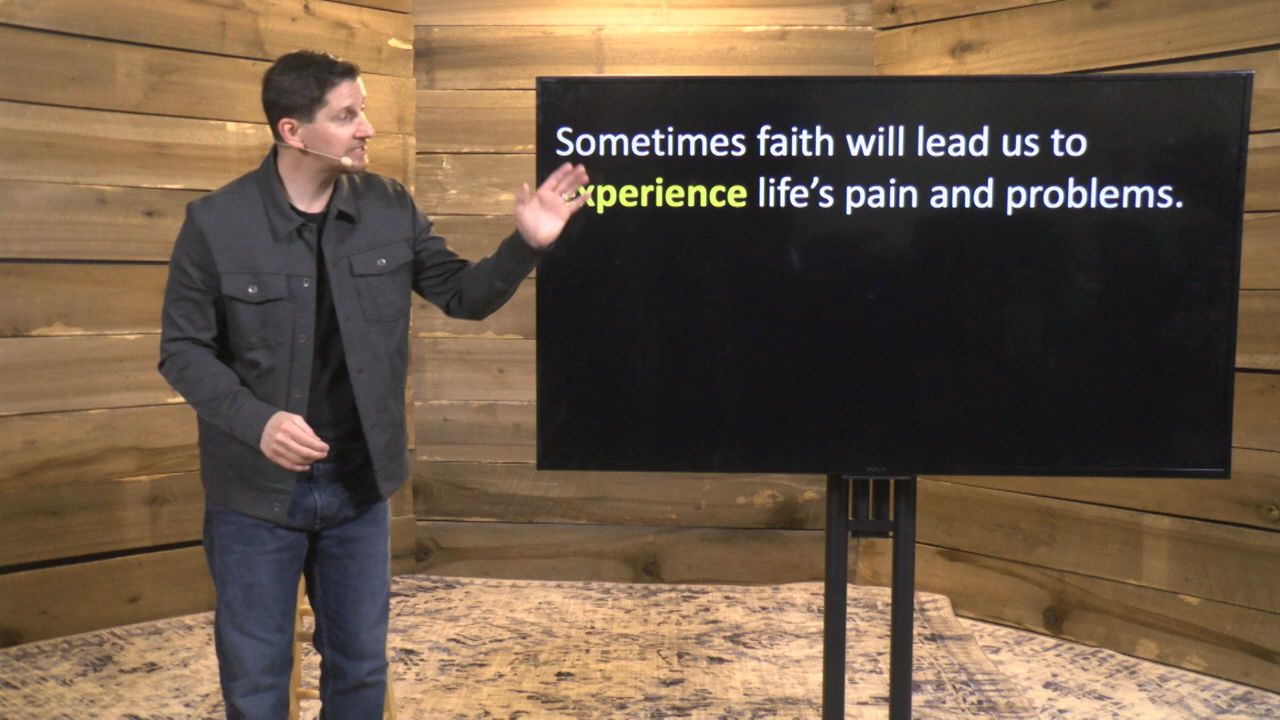 Sometimes faith will lead us to
experience life's pain and problems.